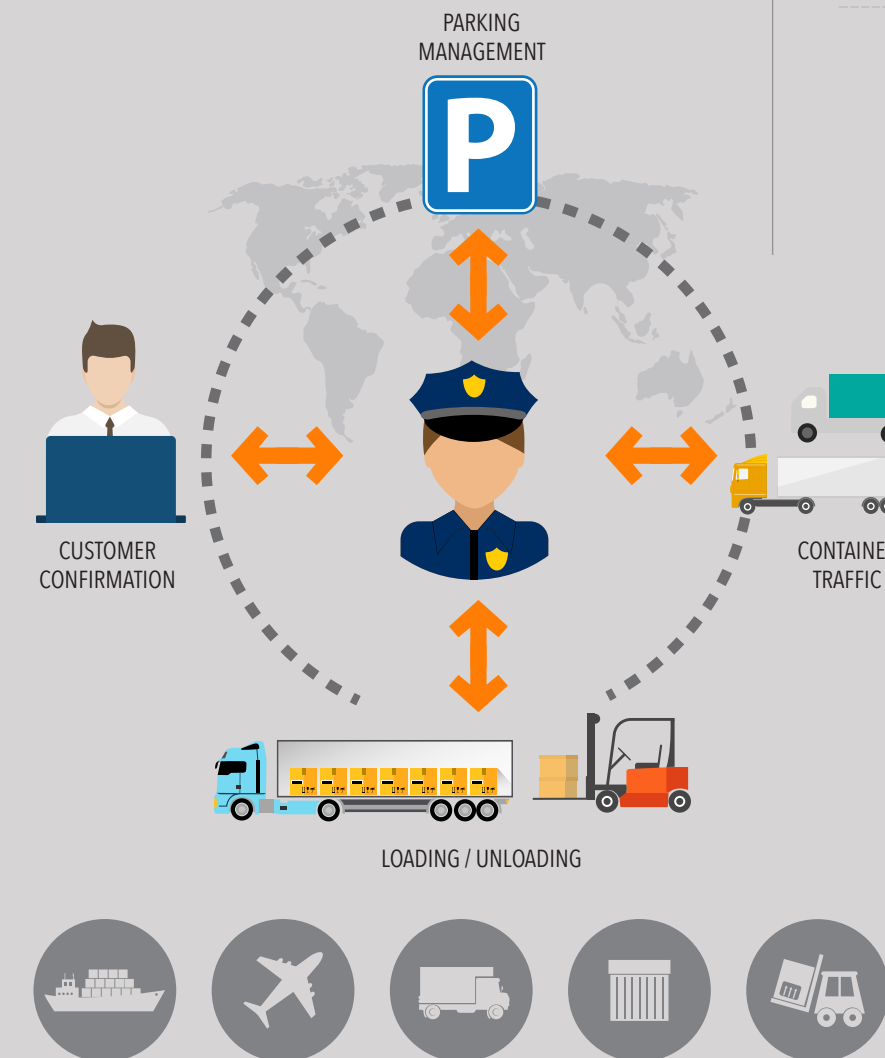 PARKING
MANAGEMENT
P
CUSTOMER
CONFIRMATION
CONTAINE
TRAFFIC
LOADING / UNLOADING